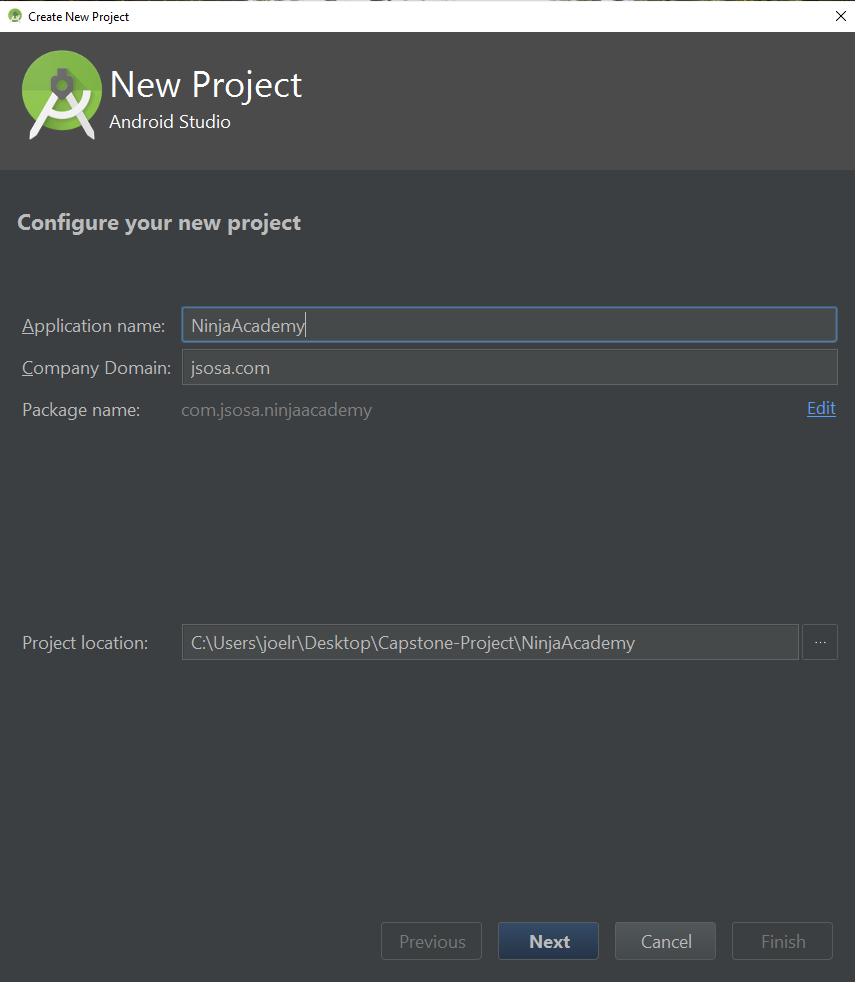 Create New Project
New Project
Android Studio
Configure your new project
Application name: NinjaAcademy
Company Domain: jsosa.com
Package name: com.jsosa.ninjaacademy Edit
Project location: C:\Users\joelr\Desktop\Capstone-Project\NinjaAcademy ...
Previous Next Cancel Finish